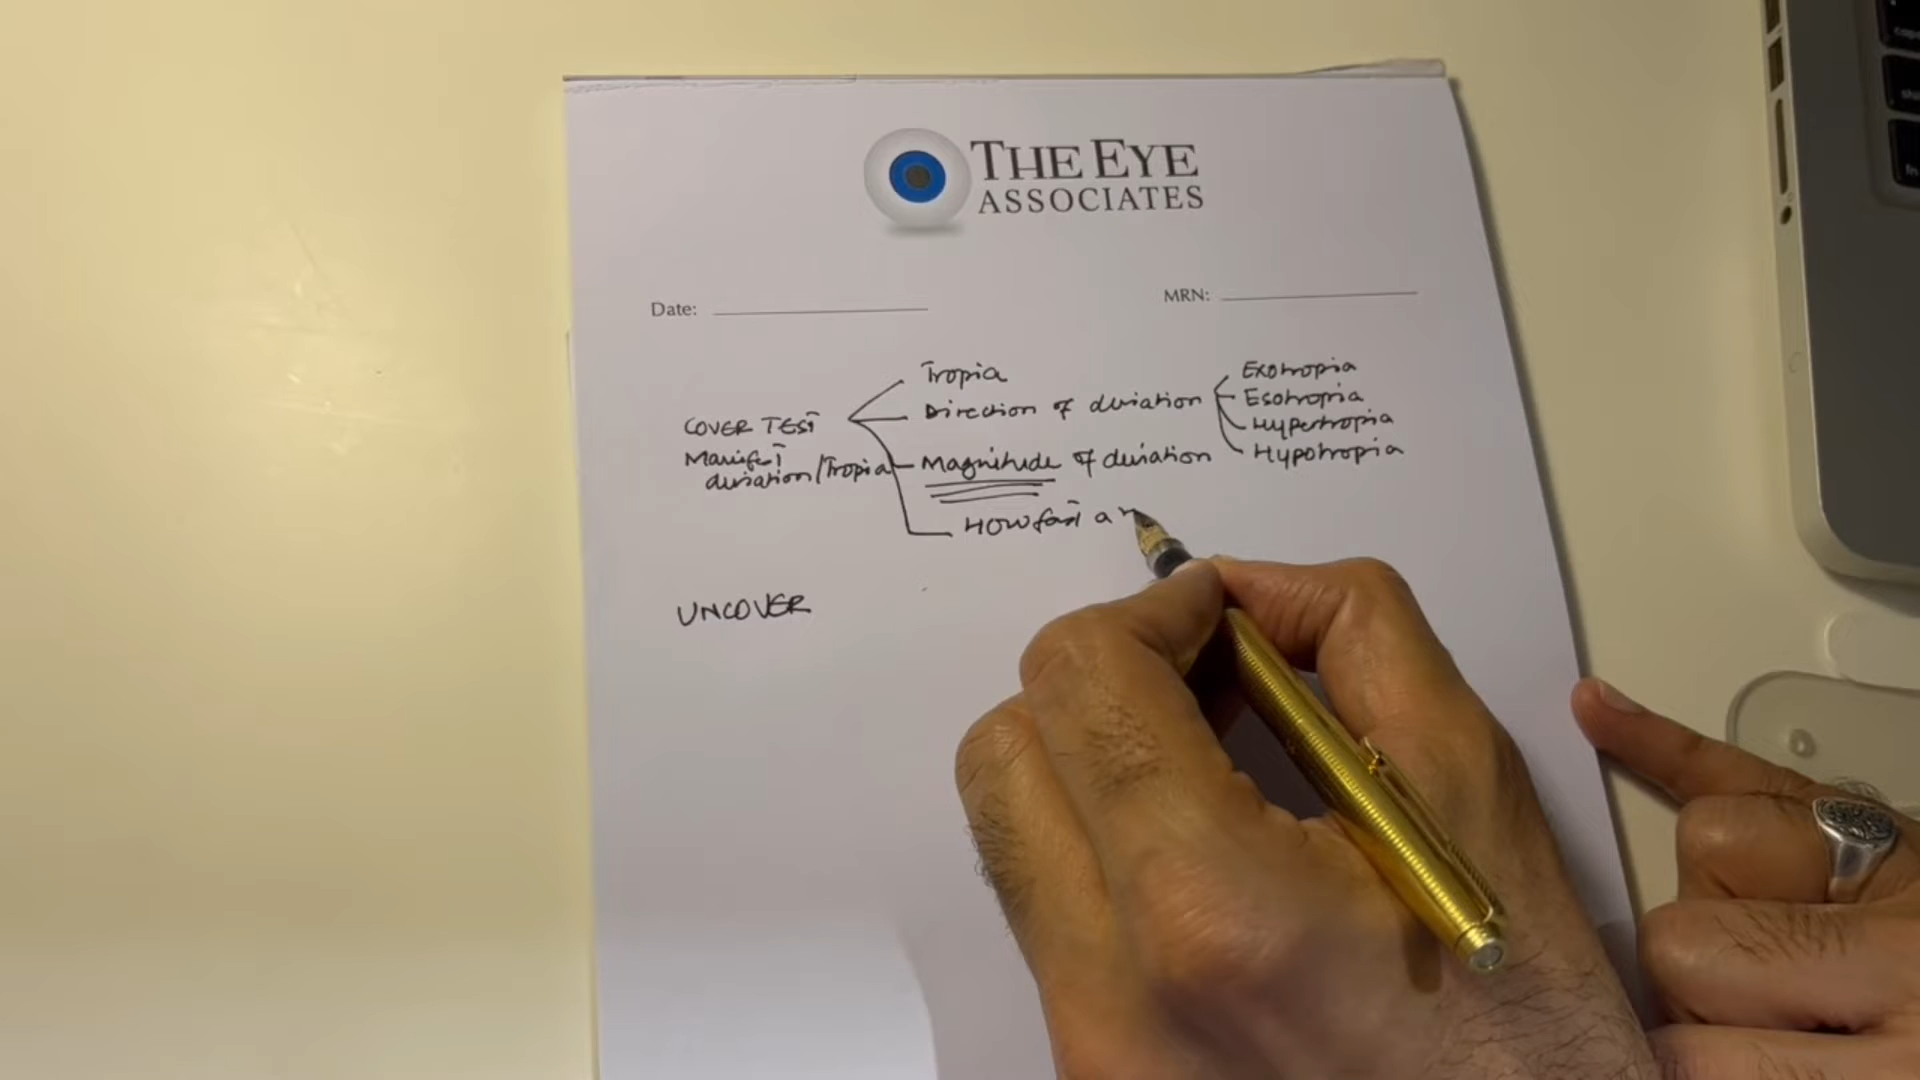 THE EYE
ASSOCIATES
Date:
MRN:
Tropia
Exotropia
Direction of deviation
Esotropia
COVER TEST
Hypertropia
Manifest
Magnitude of deviation
Hypotropia
deviation/Tropia
How fast a
UNCOVER